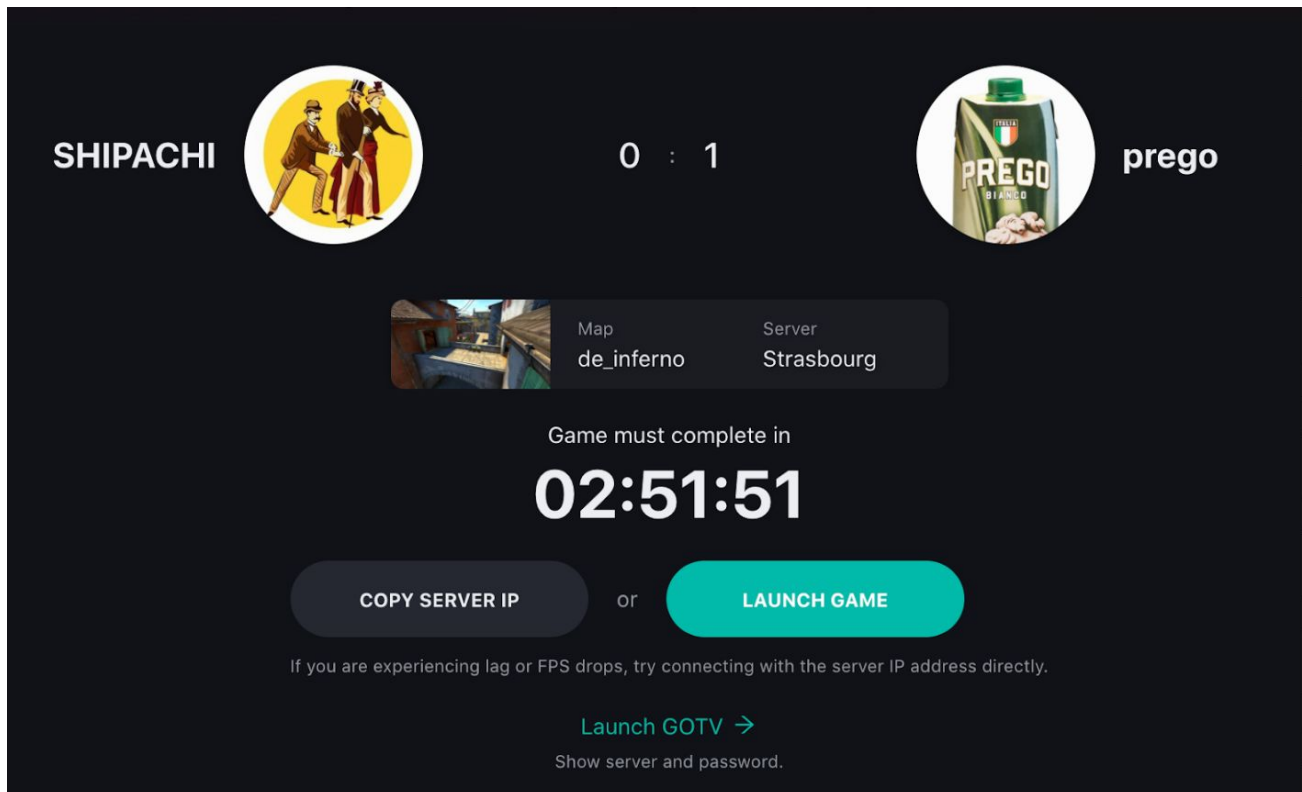 SHIPACHI
0 : 1
ITALIA
PREGO
BIANCO
prego
Map
de_inferno
Server
Strasbourg
Game must complete in
02:51:51
COPY SERVER IP
or
LAUNCH GAME
If you are experiencing lag or FPS drops, try connecting with the server IP address directly.
Launch GOTV →
Show server and password.